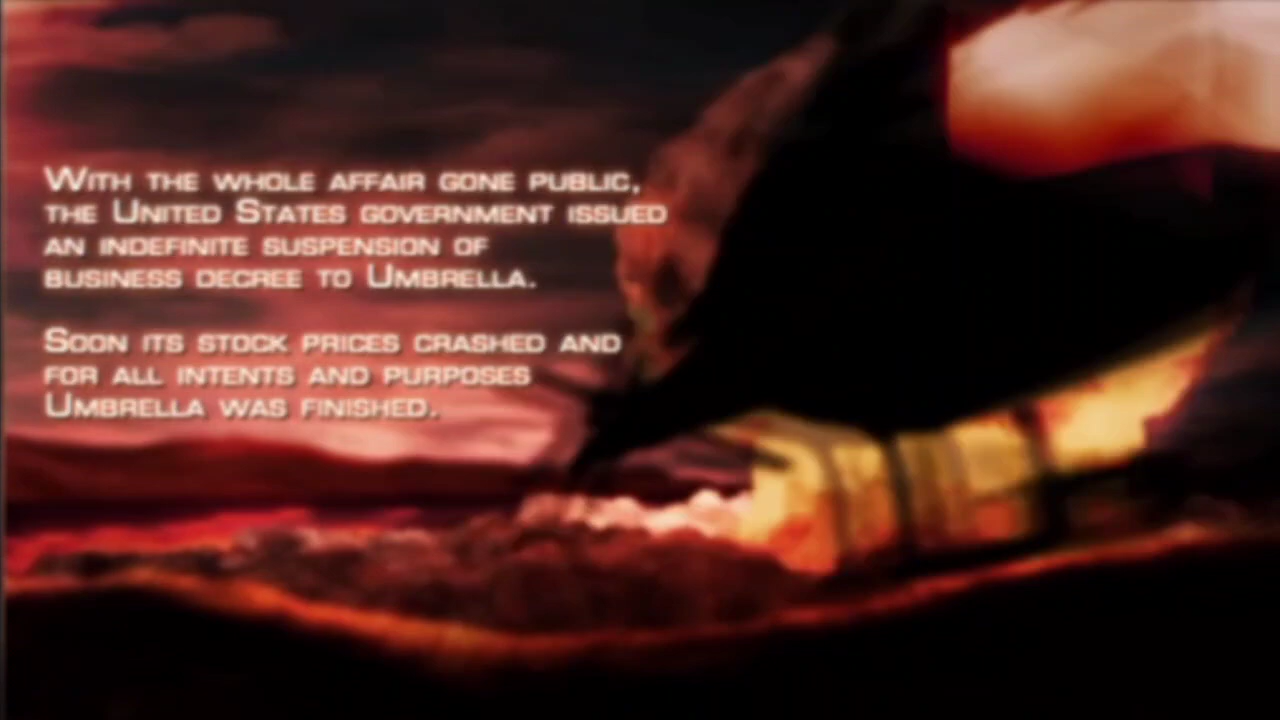 With the whole affair gone public,
the United States government issued
an indefinite suspension of
business decree to Umbrella.
Soon its stock prices crashed and
for all intents and purposes
Umbrella was finished.